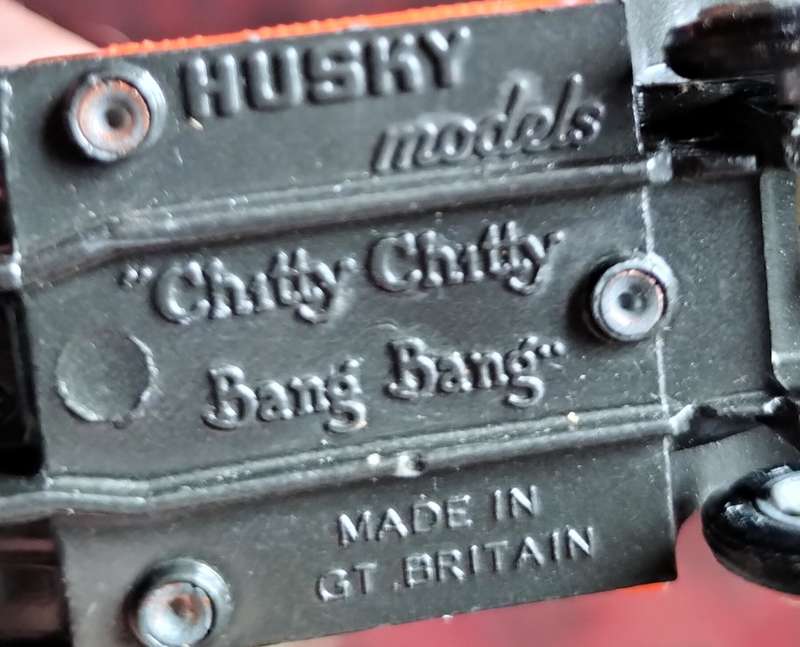 HUSKY
models
"Chitty Chitty
Bang Bang"
MADE IN
GT. BRITAIN